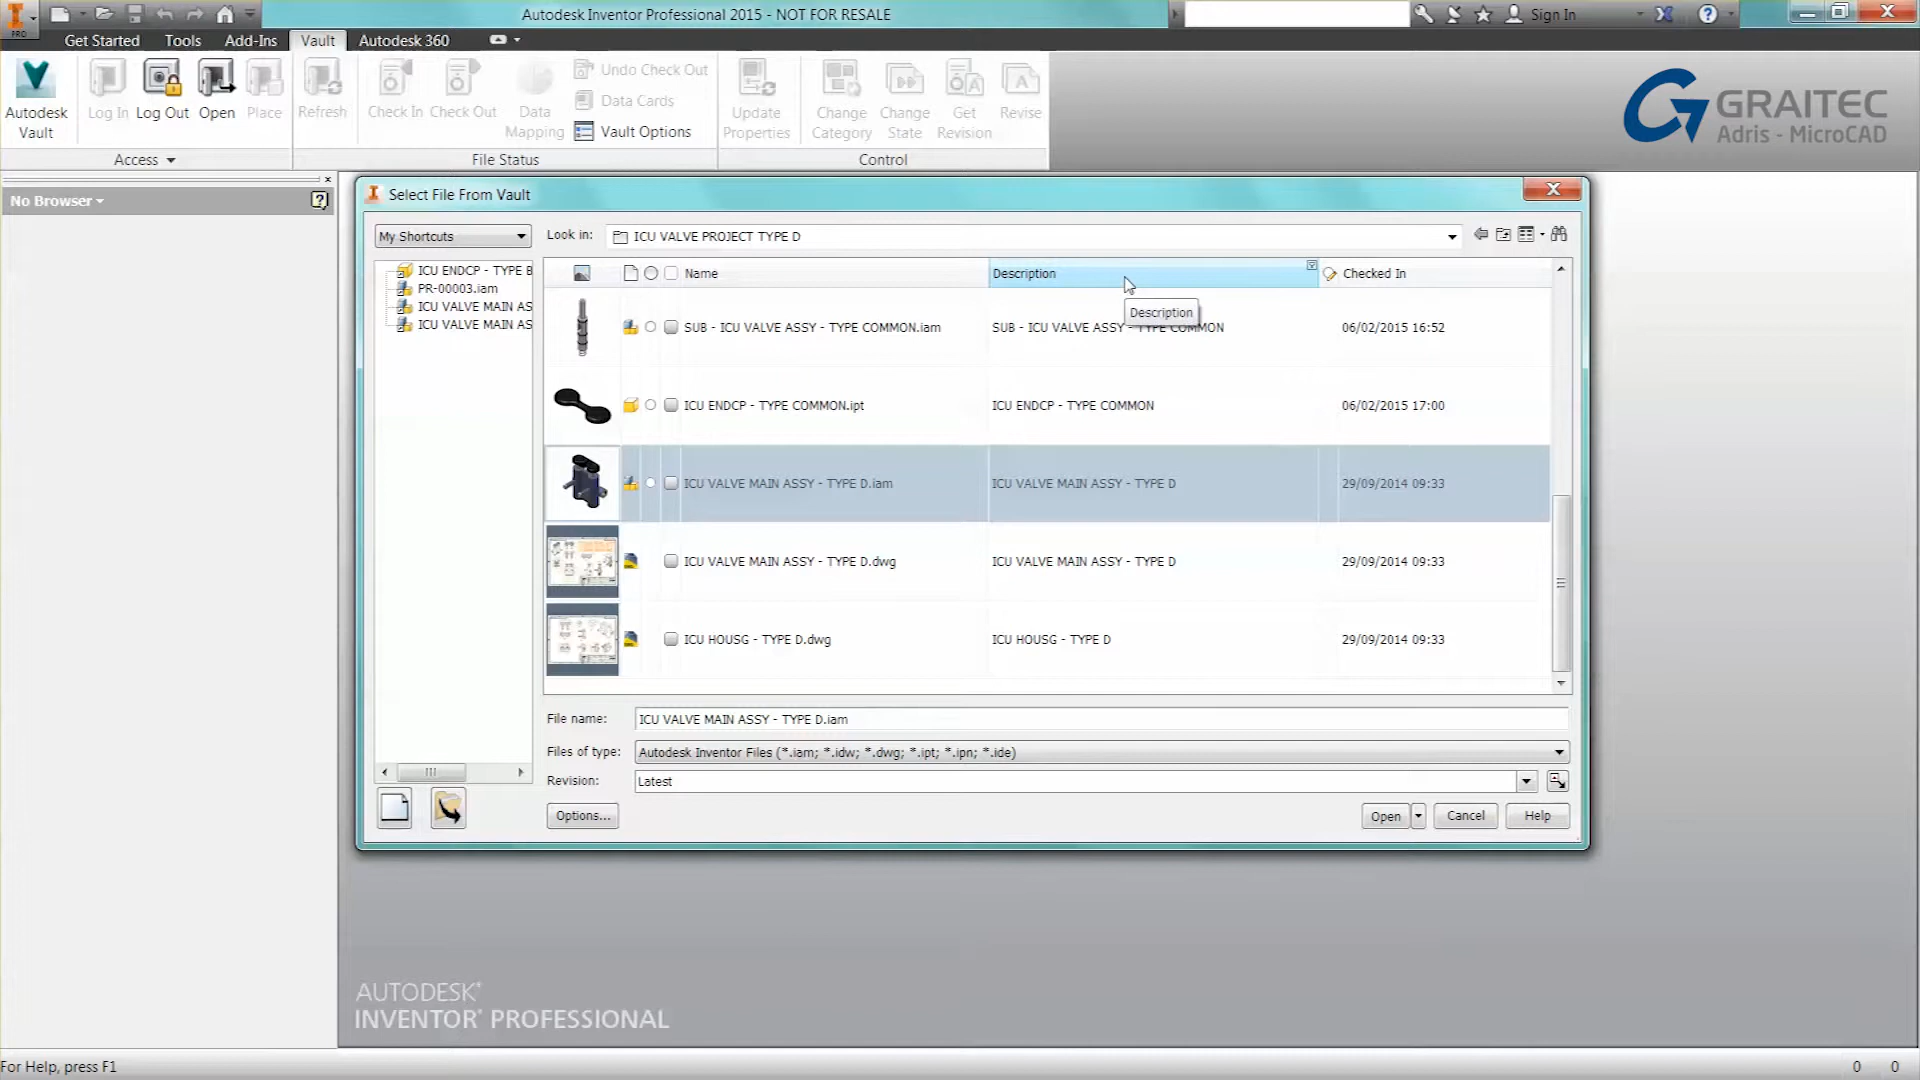 Autodesk Inventor Professional 2015 - NOT FOR RESALE
Sign In
PRO
Get Started Tools Add-Ins Vault Autodesk 360
Autodesk Vault
Log In
Log Out
Open
Place
Refresh
Check In
Check Out
Data Mapping
Undo Check Out
Data Cards
Vault Options
Update Properties
Change Category
Change State
Get Revision
Revise
Access
File Status
Control
GRAITEC
Adris - MicroCAD
No Browser
Select File From Vault
My Shortcuts
Look in: ICU VALVE PROJECT TYPE D
ICU ENDCP - TYPE B
PR-00003.iam
ICU VALVE MAIN AS
ICU VALVE MAIN AS
Name Description Checked In
Description
SUB - ICU VALVE ASSY - TYPE COMMON.iam SUB - ICU VALVE ASSY - TYPE COMMON 06/02/2015 16:52
ICU ENDCP - TYPE COMMON.ipt ICU ENDCP - TYPE COMMON 06/02/2015 17:00
ICU VALVE MAIN ASSY - TYPE D.iam ICU VALVE MAIN ASSY - TYPE D 29/09/2014 09:33
ICU VALVE MAIN ASSY - TYPE D.dwg ICU VALVE MAIN ASSY - TYPE D 29/09/2014 09:33
ICU HOUSG - TYPE D.dwg ICU HOUSG - TYPE D 29/09/2014 09:33
File name: ICU VALVE MAIN ASSY - TYPE D.iam
Files of type: Autodesk Inventor Files (*.iam; *.idw; *.dwg; *.ipt; *.ipn; *.ide)
Revision: Latest
Options... Open Cancel Help
AUTODESK®
INVENTOR® PROFESSIONAL
For Help, press F1 0 0